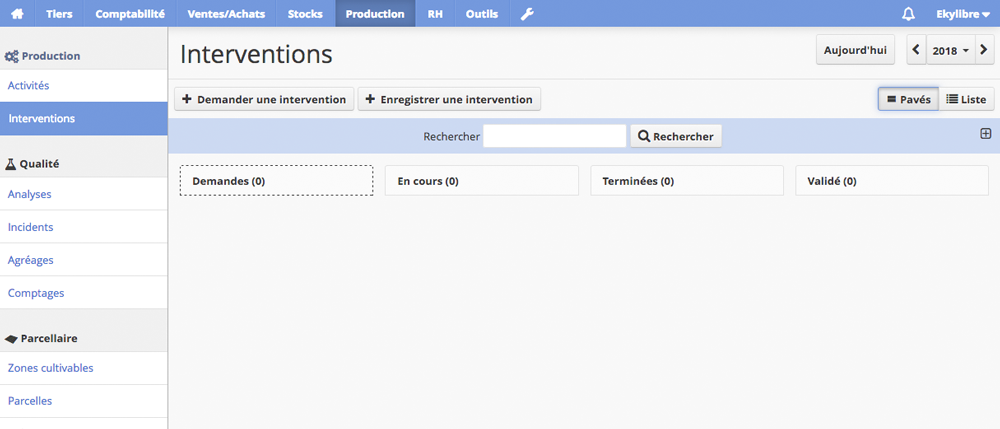 Tiers Comptabilité Ventes/Achats Stocks Production RH Outils Ekylibre
Production
Activités
Interventions
Qualité
Analyses
Incidents
Agréages
Comptages
Parcellaire
Zones cultivables
Parcelles
Interventions
Aujourd'hui 2018
+ Demander une intervention + Enregistrer une intervention Pavés Liste
Rechercher Rechercher
Demandes (0) En cours (0) Terminées (0) Validé (0)